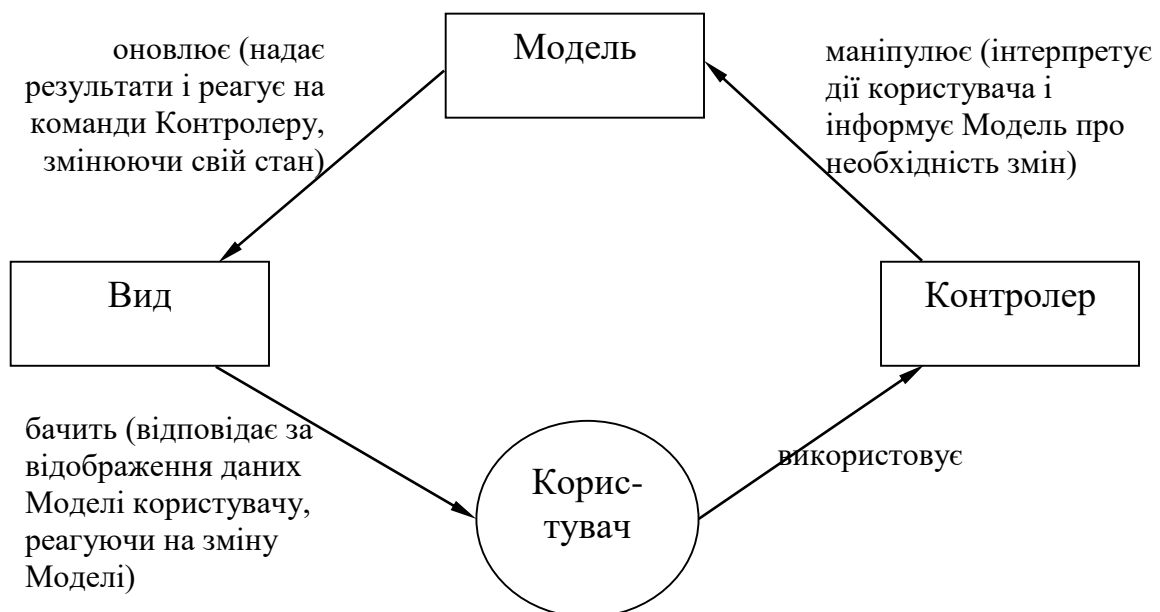 Модель
оновлює (надає
результати і реагує на
команди Контролеру,
змінюючи свій стан)
маніпулює (інтерпретує
дії користувача і
інформує Модель про
необхідність змін)
Вид
Контролер
бачить (відповідає за
відображення даних
Моделі користувачу,
реагуючи на зміну
Моделі)
Корис-
тувач
використовує